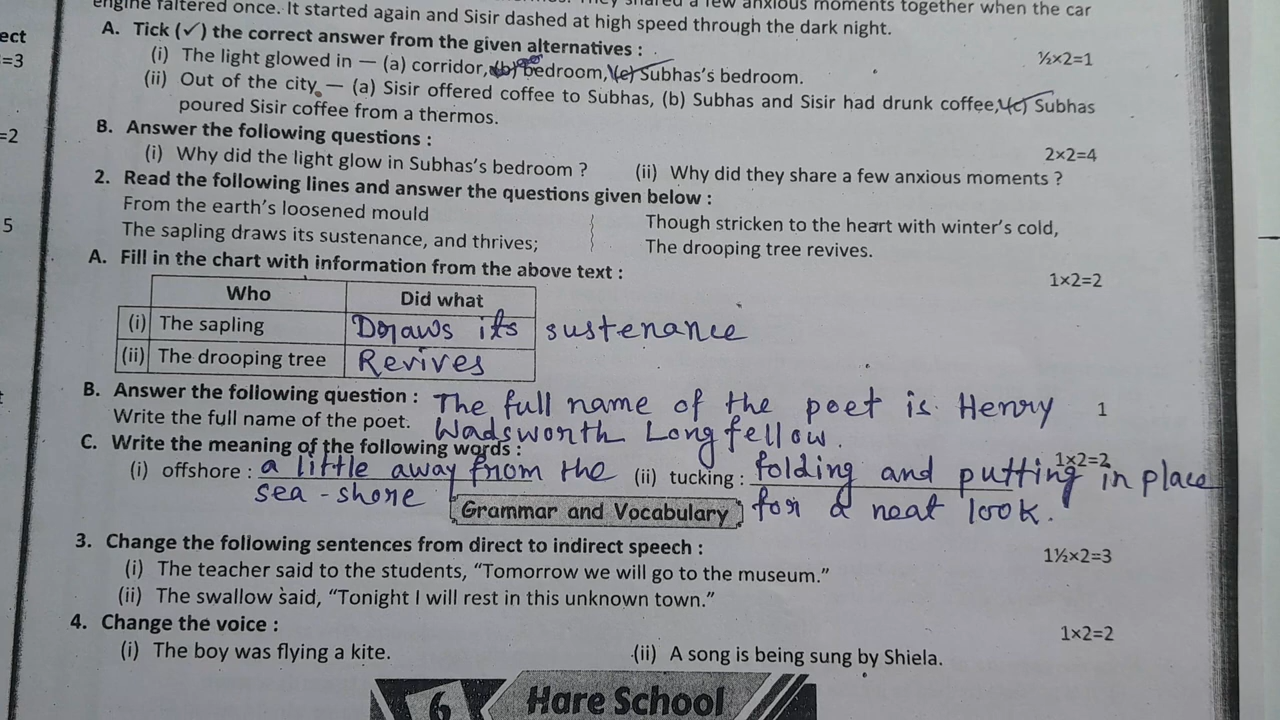 engine faltered once. It started again and Sisir dashed at high speed through the dark night.
shared a few anxious moments together when the car
A. Tick (✓) the correct answer from the given alternatives : ½×2=1
(i) The light glowed in — (a) corridor, (b) bedroom, (c) Subhas's bedroom.
(ii) Out of the city — (a) Sisir offered coffee to Subhas, (b) Subhas and Sisir had drunk coffee, (c) Subhas
poured Sisir coffee from a thermos.
B. Answer the following questions : 2×2=4
(i) Why did the light glow in Subhas's bedroom ? (ii) Why did they share a few anxious moments ?
2. Read the following lines and answer the questions given below :
From the earth's loosened mould
The sapling draws its sustenance, and thrives;
Though stricken to the heart with winter's cold,
The drooping tree revives.
A. Fill in the chart with information from the above text : 1×2=2
Who Did what
(i) The sapling Draws its sustenance
(ii) The drooping tree Revives
B. Answer the following question : 1
Write the full name of the poet.
The full name of the poet is Henry
Wadsworth Longfellow.
C. Write the meaning of the following words : 1×2=2
(i) offshore : a little away from the
sea-shore
(ii) tucking : folding and putting in place
for a neat look.
Grammar and Vocabulary
3. Change the following sentences from direct to indirect speech : 1½×2=3
(i) The teacher said to the students, "Tomorrow we will go to the museum."
(ii) The swallow said, "Tonight I will rest in this unknown town."
4. Change the voice : 1×2=2
(i) The boy was flying a kite. (ii) A song is being sung by Shiela.
6 Hare School
ect
=3
=2
5